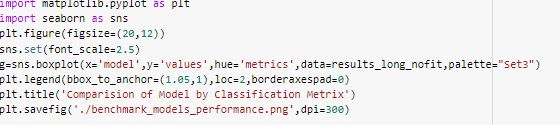 import matplotlib.pyplot as plt
import seaborn as sns
plt.figure(figsize=(20,12))
sns.set(font_scale=2.5)
g=sns.boxplot(x='model',y='values',hue='metrics',data=results_long_nofit,palette="Set3")
plt.legend(bbox_to_anchor=(1.05,1),loc=2,borderaxespad=0)
plt.title('Comparision of Model by Classification Metrix')
plt.savefig('./benchmark_models_performance.png',dpi=300)